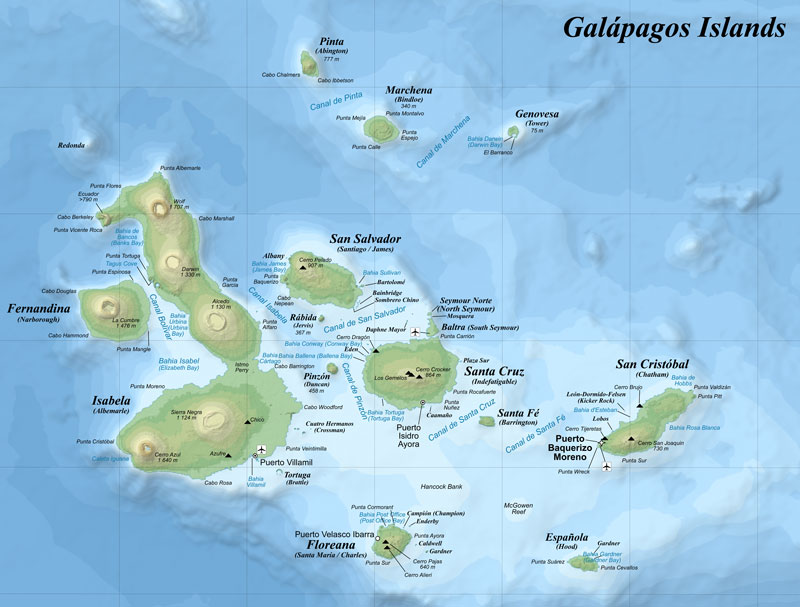 Galápagos Islands
Pinta
(Abington)
777 m
Cabo Chalmers
Cabo Ibbetson
Marchena
(Bindloe)
340 m
Canal de Pinta
Punta Mejía
Punta Montalvo
Punta
Espejo
Punta Calle
Canal de Marchena
Genovesa
(Tower)
75 m
Bahía Darwin
(Darwin Bay)
El Barranco
Redonda
Punta Albemarle
Punta Flores
Ecuador
>790 m
Cabo Berkeley
Punta Vicente Roca
Wolf
1 707 m
Cabo Marshall
Bahía de
Bancos
(Banks Bay)
Punta Tortuga
Tagus Cove
Punta Espinosa
Darwin
1 330 m
Punta
Garcia
Cabo Douglas
Fernandina
(Narborough)
La Cumbre
1 476 m
Cabo Hammond
Punta Mangle
Canal Bolívar
Bahía
Urbina
(Urbina
Bay)
Alcedo
1 130 m
Canal Isabela
Punta
Alfaro
San Salvador
(Santiago / James)
Albany
Bahía James
(James Bay)
Punta
Baquerizo
Cerro Pelado
907 m
Cabo
Nepean
Bahía Sullivan
Bartolomé
Bainbridge
Sombrero Chino
Rábida
(Jervis)
367 m
Canal de San Salvador
Seymour Norte
(North Seymour)
Mosquera
Baltra (South Seymour)
Daphne Mayor
Punta Carrión
Cerro Dragón
Bahía Conway (Conway Bay)
Eden
Bahía Ballena (Ballena Bay)
Bahía
Cártago
Cabo Barrington
Istmo
Perry
Bahía Isabel
(Elizabeth Bay)
Punta Moreno
Isabela
(Albemarle)
Pinzón
(Duncan)
458 m
Canal de Pinzón
Los Gemelos
Cerro Crocker
864 m
Plaza Sur
Santa Cruz
(Indefatigable)
Punta Rocafuerte
Punta
Nuñez
Caamaño
Bahía Tortuga
(Tortuga Bay)
Puerto
Isidro
Ayora
Canal de Santa Cruz
Santa Fé
(Barrington)
Canal de Santa Fé
San Cristóbal
(Chatham)
Cerro Brujo
Bahía de
Hobbs
Punta Valdizán
Punta Pitt
León-Dormido-Felsen
(Kicker Rock)
Bahía d'Esteban
Lobos
Cerro Tijeretas
Bahía Rosa Blanca
Puerto
Baquerizo
Moreno
Cerro San Joaquín
730 m
Punta Sur
Punta Wreck
Cabo Woodford
Sierra Negra
1 124 m
Chico
Cuatro Hermanos
(Crossman)
Punta Cristóbal
Cerro Azul
1 640 m
Azufre
Punta Veintimilla
Puerto Villamil
Caleta Iguana
Cabo Rosa
Bahía
Villamil
Tortuga
(Brattle)
Hancock Bank
McGowen
Reef
Punta Cormorant
Bahía Post Office
(Post Office Bay)
Campión (Champion)
Enderby
Puerto Velasco Ibarra
Floreana
(Santa María / Charles)
Punta Ayora
Caldwell
Gardner
Punta Sur
Cerro Pajas
640 m
Cerro Alieri
Española
(Hood)
Gardner
Bahía Gardner
(Gardner Bay)
Punta Suárez
Punta Cevallos